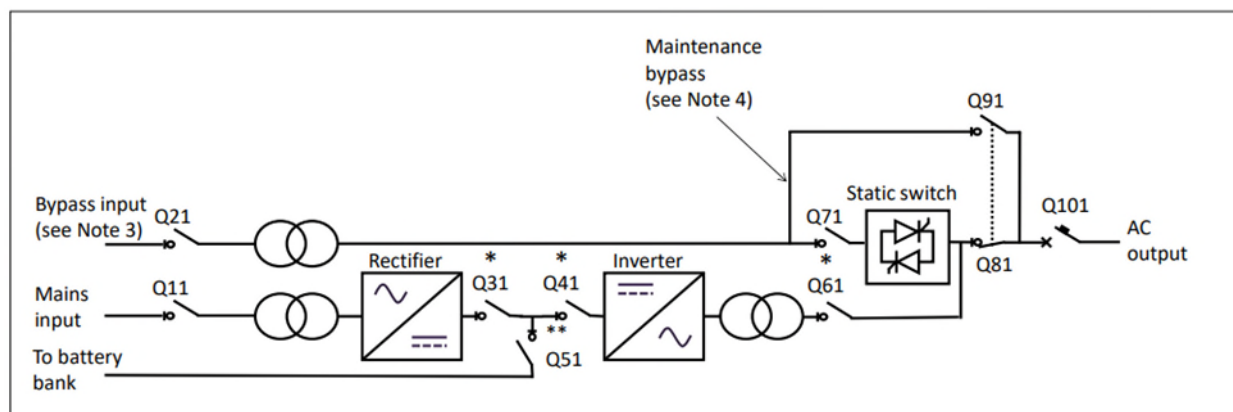 Maintenance
bypass
(see Note 4)
Q91
Static switch
Bypass input
(see Note 3)
Q21
Q71
Q101
AC
output
*
*
*
Q81
Rectifier
Inverter
Mains
input
Q11
Q31
Q41
Q61
**
Q51
To battery
bank